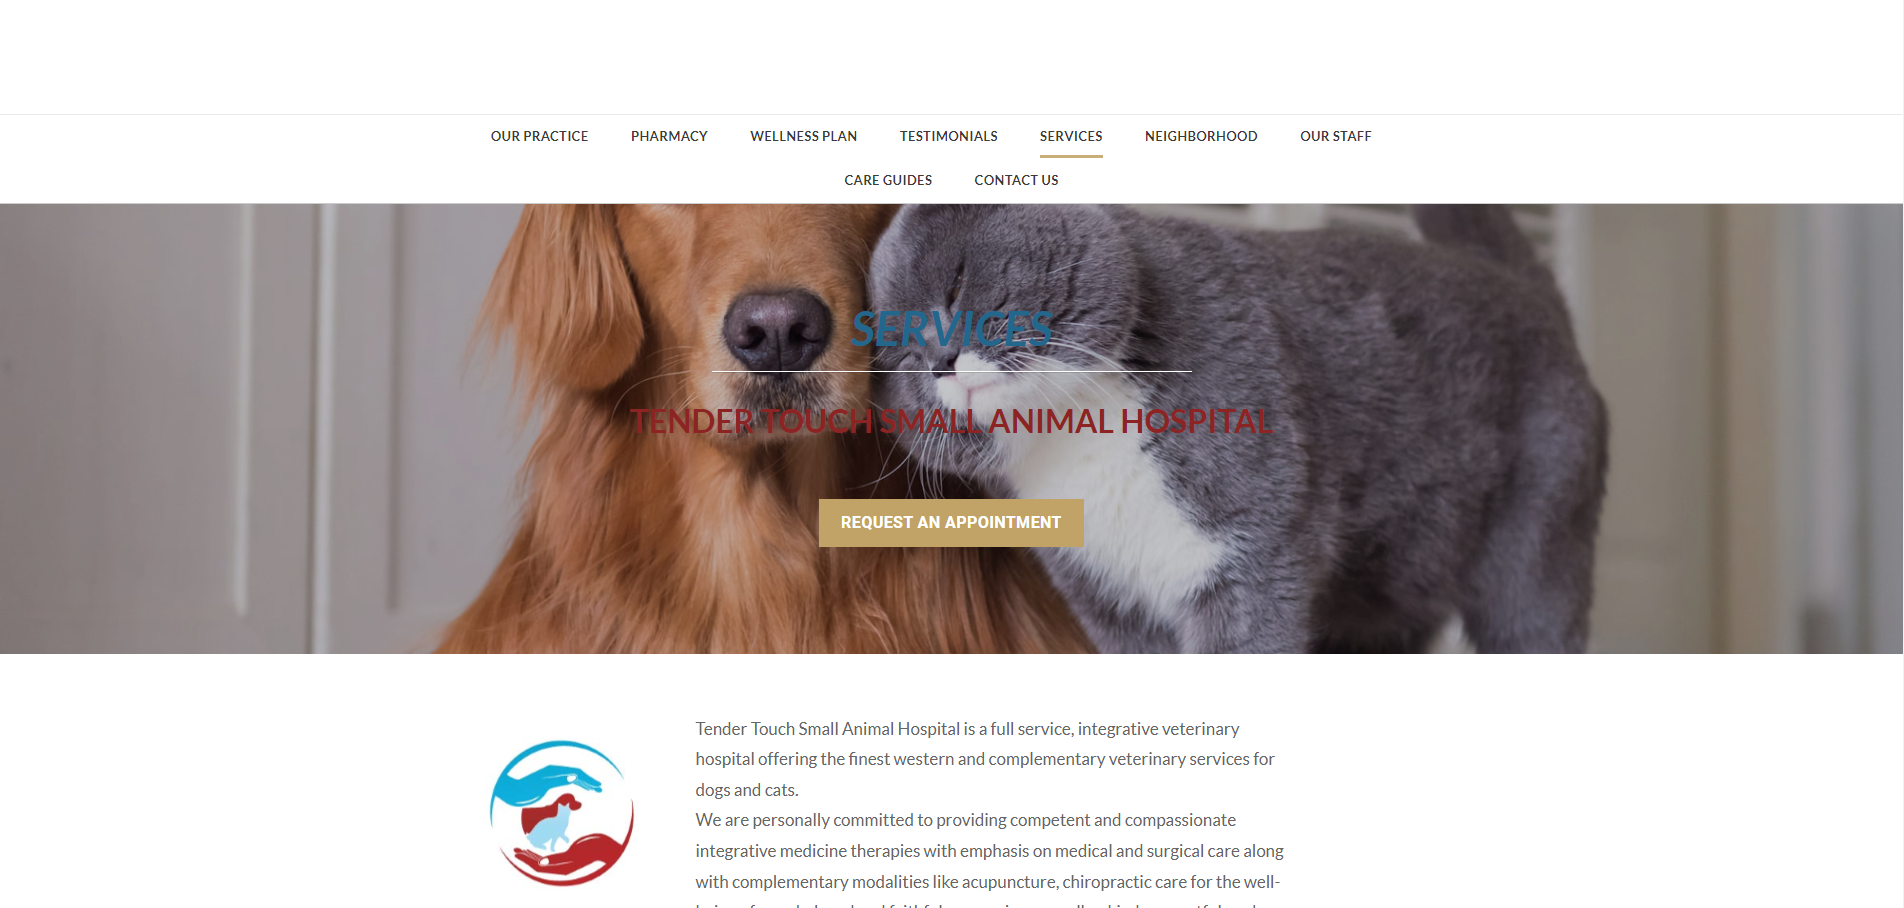 OUR PRACTICE PHARMACY WELLNESS PLAN TESTIMONIALS SERVICES NEIGHBORHOOD OUR STAFF
CARE GUIDES CONTACT US
SERVICES
TENDER TOUCH SMALL ANIMAL HOSPITAL
REQUEST AN APPOINTMENT
Tender Touch Small Animal Hospital is a full service, integrative veterinary
hospital offering the finest western and complementary veterinary services for
dogs and cats.
We are personally committed to providing competent and compassionate
integrative medicine therapies with emphasis on medical and surgical care along
with complementary modalities like acupuncture, chiropractic care for the well-